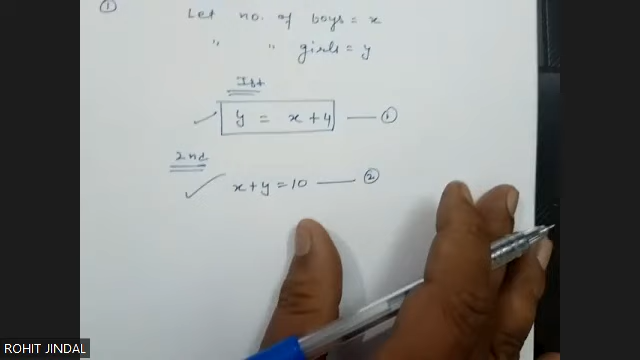 ①
Let no. of boys = x
" " girls = y
Ist
y = x + 4 — ①
2nd
x + y = 10 — ②
ROHIT JINDAL